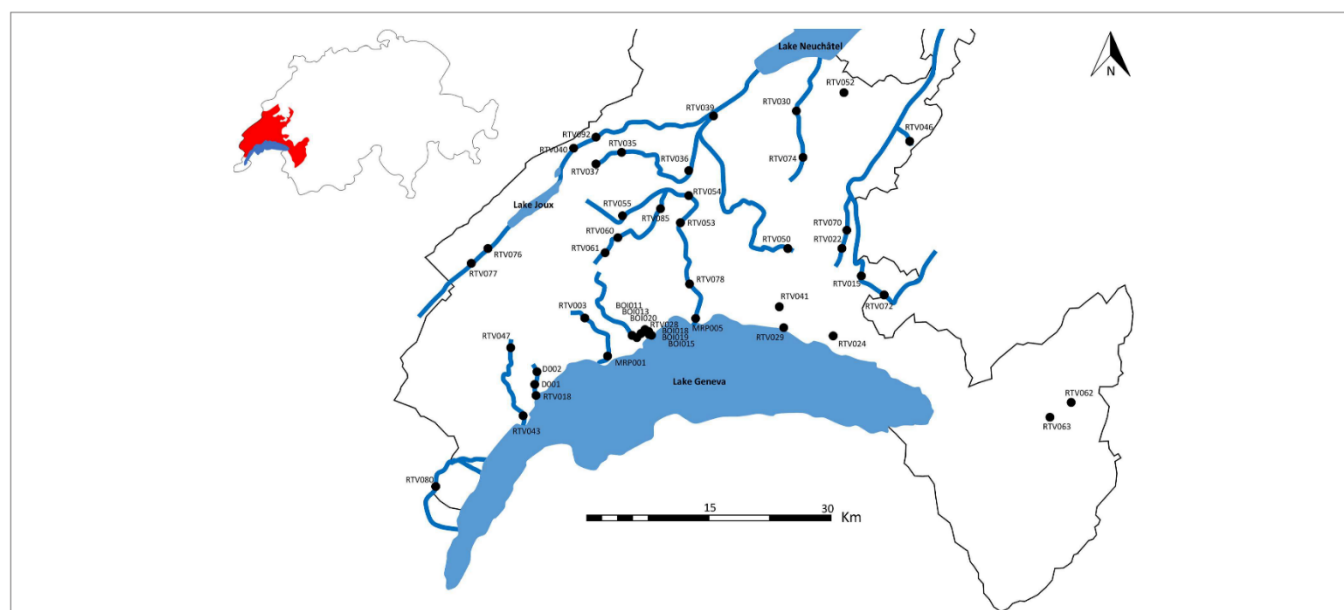 Lake Neuchâtel
N
RTV052
RTV039
RTV030
RTV046
RTV092
RTV040
RTV035
RTV037
RTV036
RTV074
Lake Joux
RTV054
RTV055
RTV085
RTV053
RTV060
RTV061
RTV070
RTV022
RTV050
RTV076
RTV077
RTV015
RTV072
RTV078
RTV041
RTV003
BOI011
BOI013
BOI020
RTV028
BOI018
BOI019
BOI015
MRP005
RTV029
RTV024
RTV047
MRP001
D002
D001
RTV018
Lake Geneva
RTV043
RTV062
RTV063
RTV080
15
30
Km